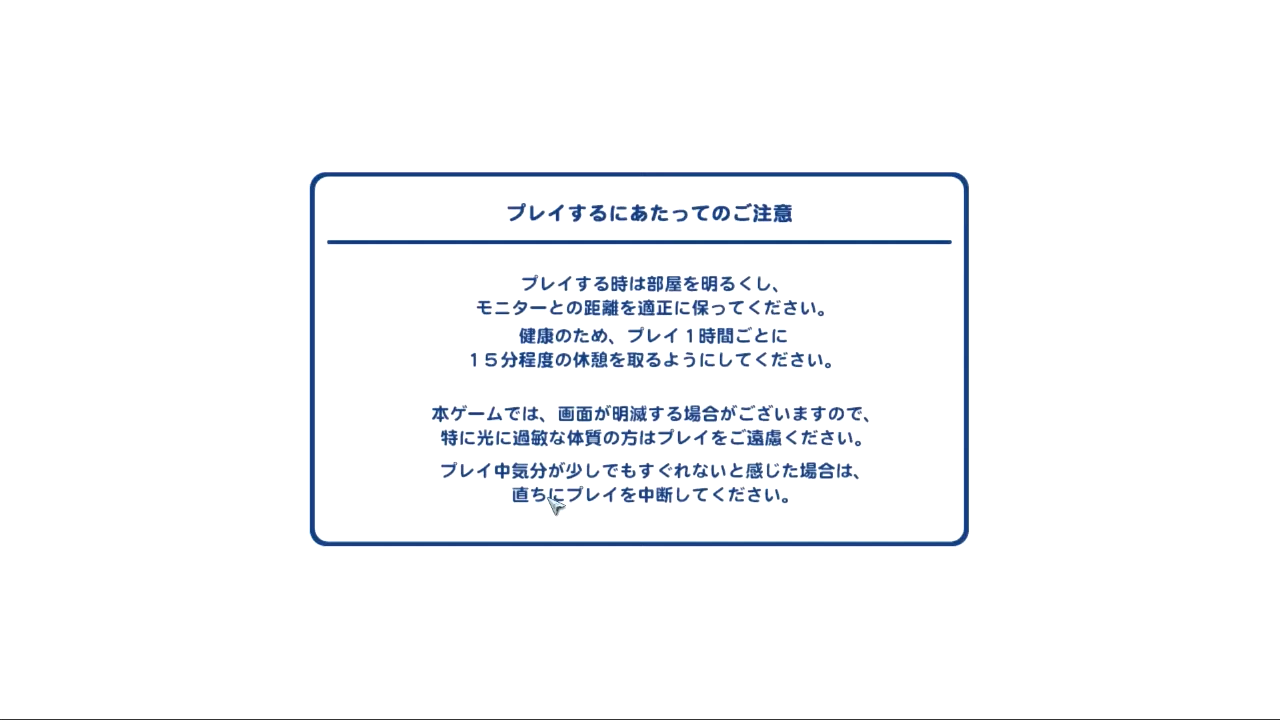 プレイするにあたってのご注意
プレイする時は部屋を明るくし、
モニターとの距離を適正に保ってください。
健康のため、プレイ１時間ごとに
１５分程度の休憩を取るようにしてください。
本ゲームでは、画面が明滅する場合がございますので、
特に光に過敏な体質の方はプレイをご遠慮ください。
プレイ中気分が少しでもすぐれないと感じた場合は、
直ちにプレイを中断してください。